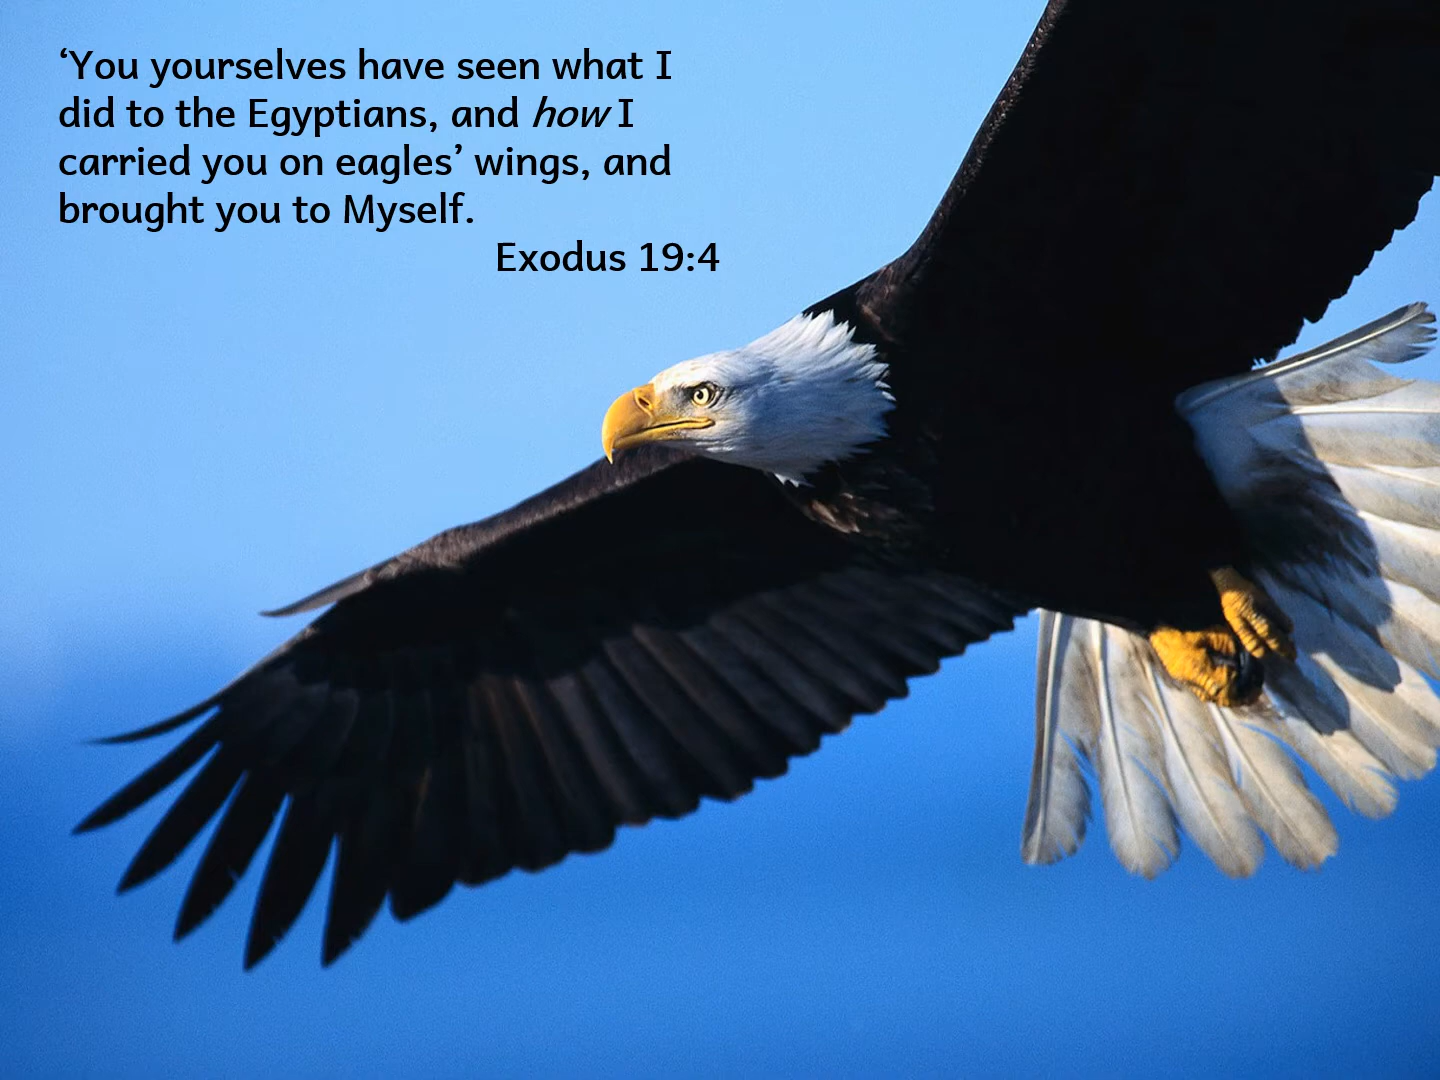 ‘You yourselves have seen what I
did to the Egyptians, and how I
carried you on eagles’ wings, and
brought you to Myself.
Exodus 19:4